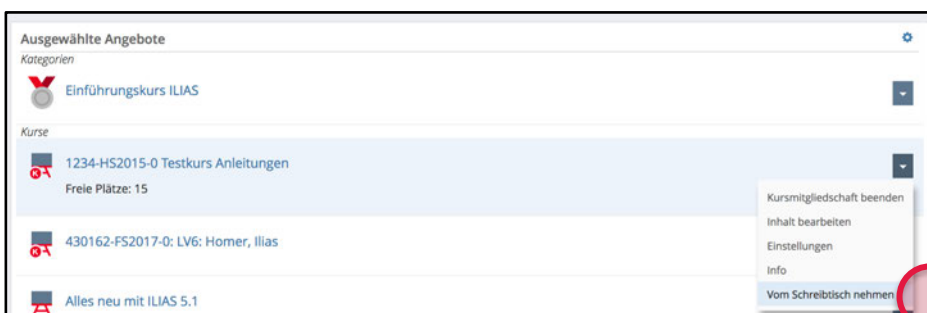 Ausgewählte Angebote
Kategorien
Einführungskurs ILIAS
Kurse
1234-HS2015-0 Testkurs Anleitungen
Freie Plätze: 15
Kursmitgliedschaft beenden
Inhalt bearbeiten
430162-FS2017-0: LV6: Homer, Ilias
Einstellungen
Info
Vom Schreibtisch nehmen
Alles neu mit ILIAS 5.1